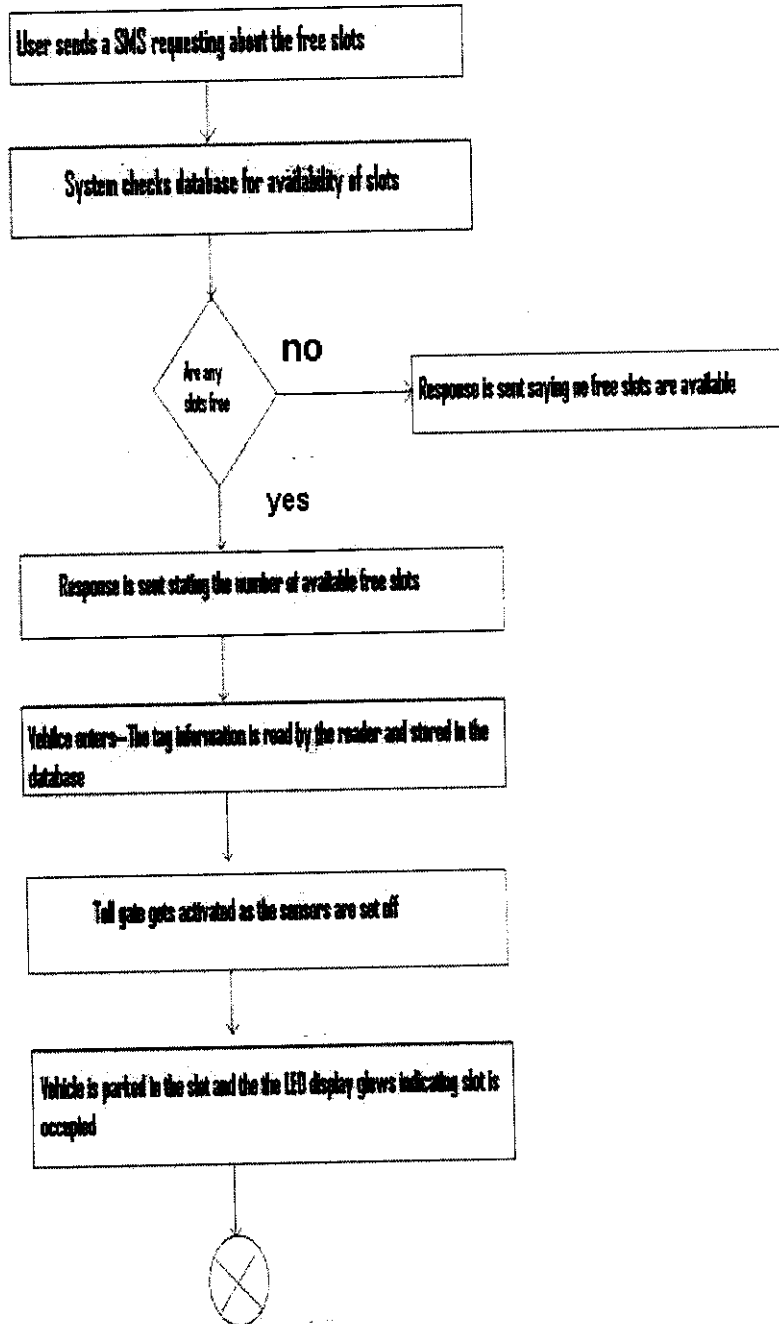 User sends a SMS requesting about the free slots
System checks database for availability of slots
Are any
slots free
no
Response is sent saying no free slots are available
yes
Response is sent stating the number of available free slots
Vehilce enters--The tag information is read by the reader and stored in the
database
Toll gate gets activated as the sensors are set off
Vehicle is parked in the slot and the the LED display glows indicating slot is
occupied